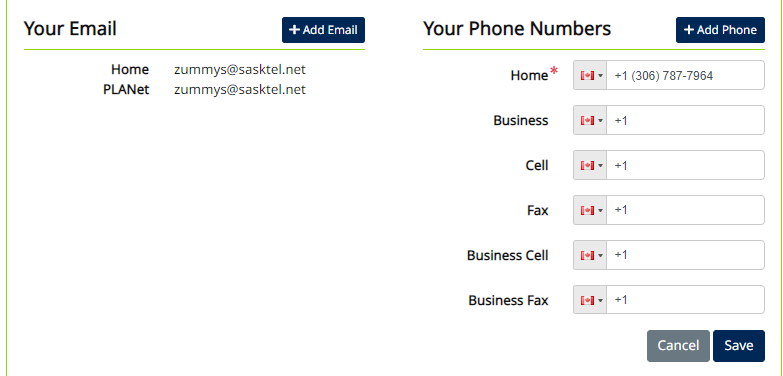 Your Email
+ Add Email
Home zummys@sasktel.net
PLANet zummys@sasktel.net
Your Phone Numbers
+ Add Phone
Home* +1 (306) 787-7964
Business +1
Cell +1
Fax +1
Business Cell +1
Business Fax +1
Cancel Save